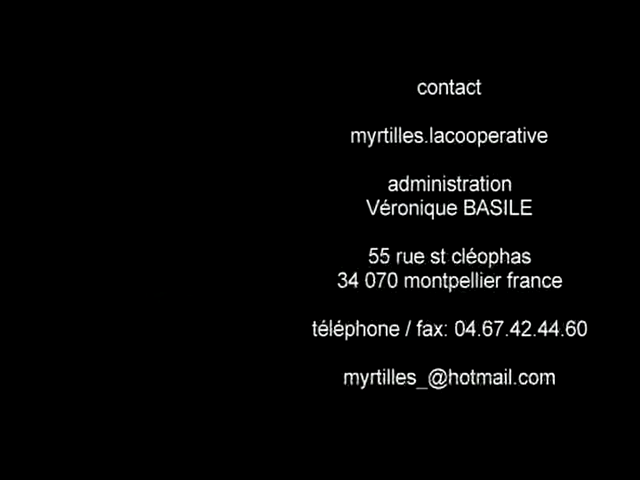 contact
myrtilles.lacooperative
administration
Véronique BASILE
55 rue st cléophas
34 070 montpellier france
téléphone / fax: 04.67.42.44.60
myrtilles_@hotmail.com